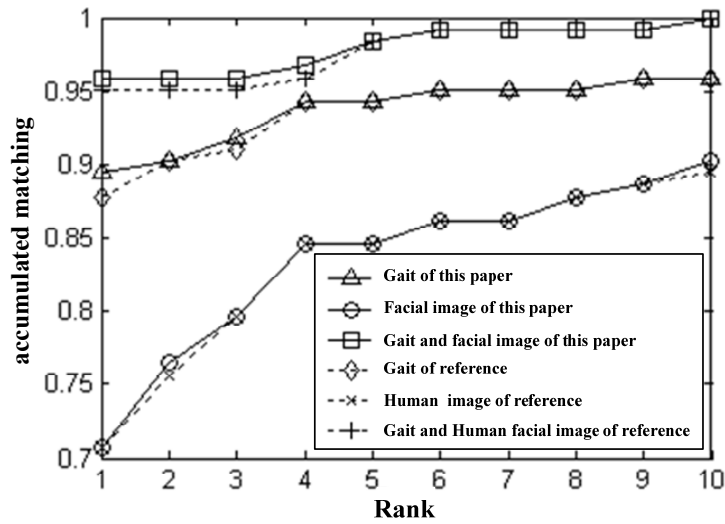 1
0.95
0.9
0.85
0.8
0.75
0.7
accumulated matching
Gait of this paper
Facial image of this paper
Gait and facial image of this paper
Gait of reference
Human image of reference
Gait and Human facial image of reference
1 2 3 4 5 6 7 8 9 10
Rank